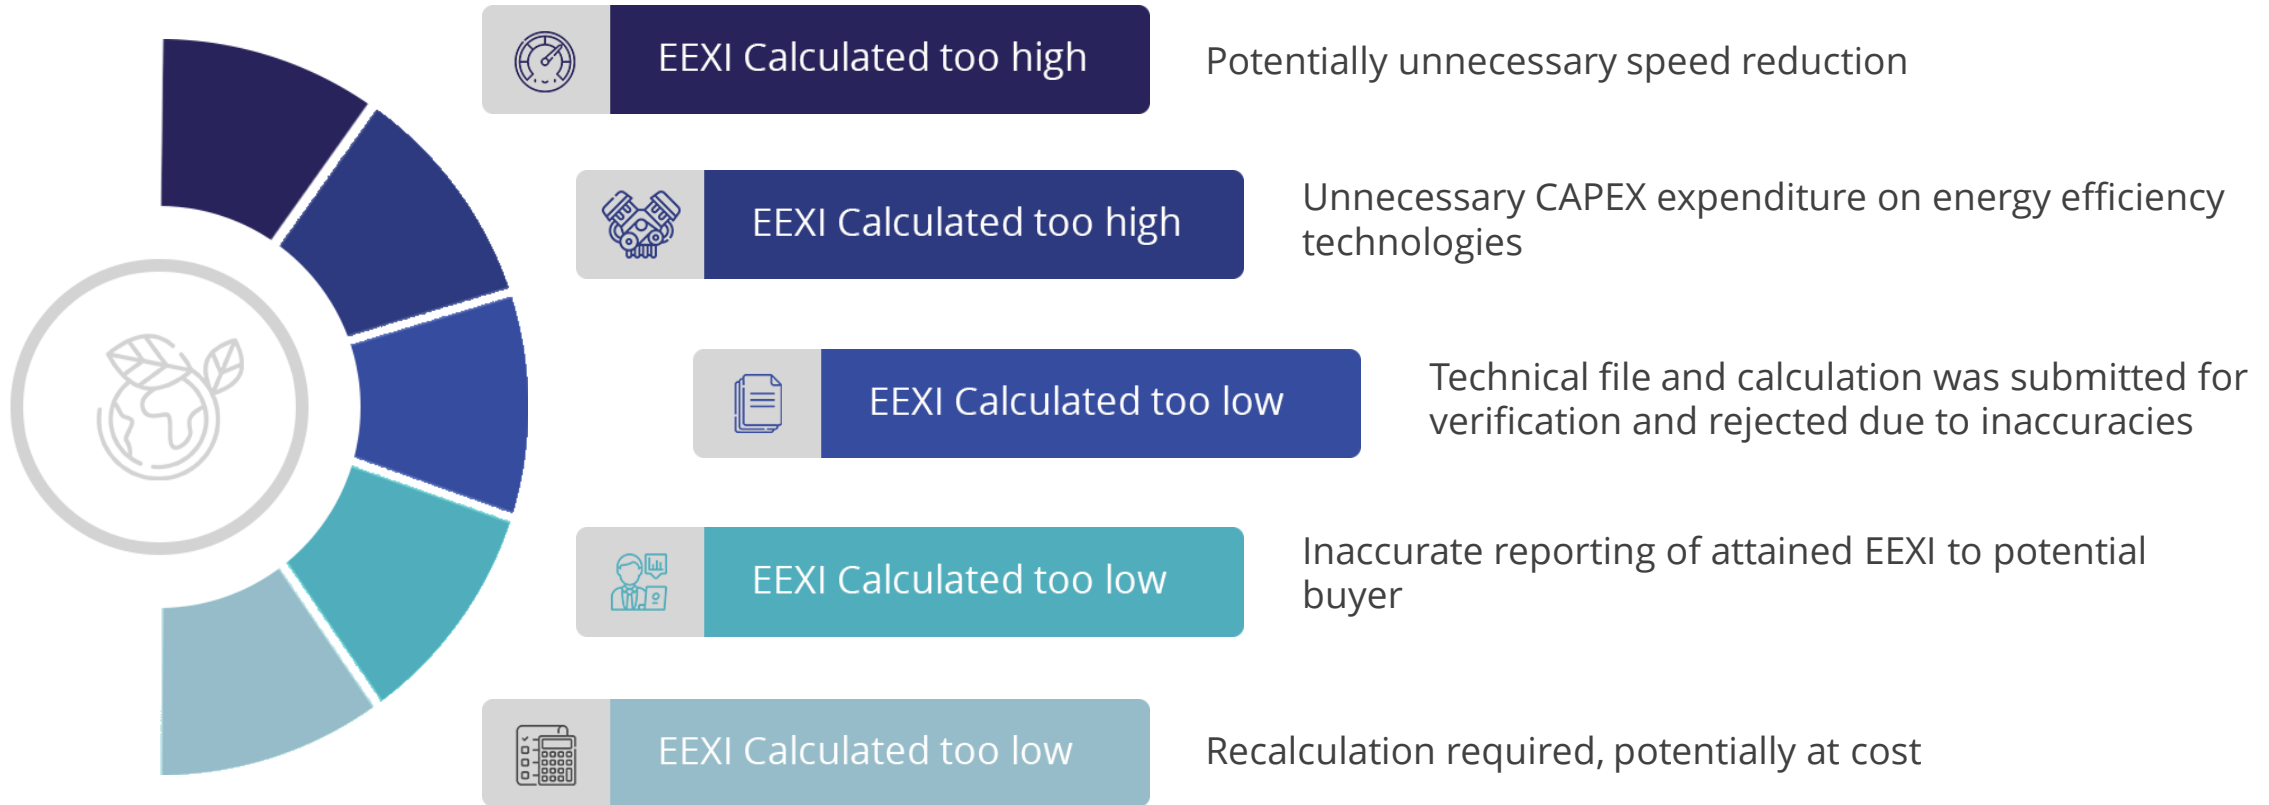 EEXI Calculated too high
Potentially unnecessary speed reduction
EEXI Calculated too high
Unnecessary CAPEX expenditure on energy efficiency
technologies
EEXI Calculated too low
Technical file and calculation was submitted for
verification and rejected due to inaccuracies
EEXI Calculated too low
Inaccurate reporting of attained EEXI to potential
buyer
EEXI Calculated too low
Recalculation required, potentially at cost